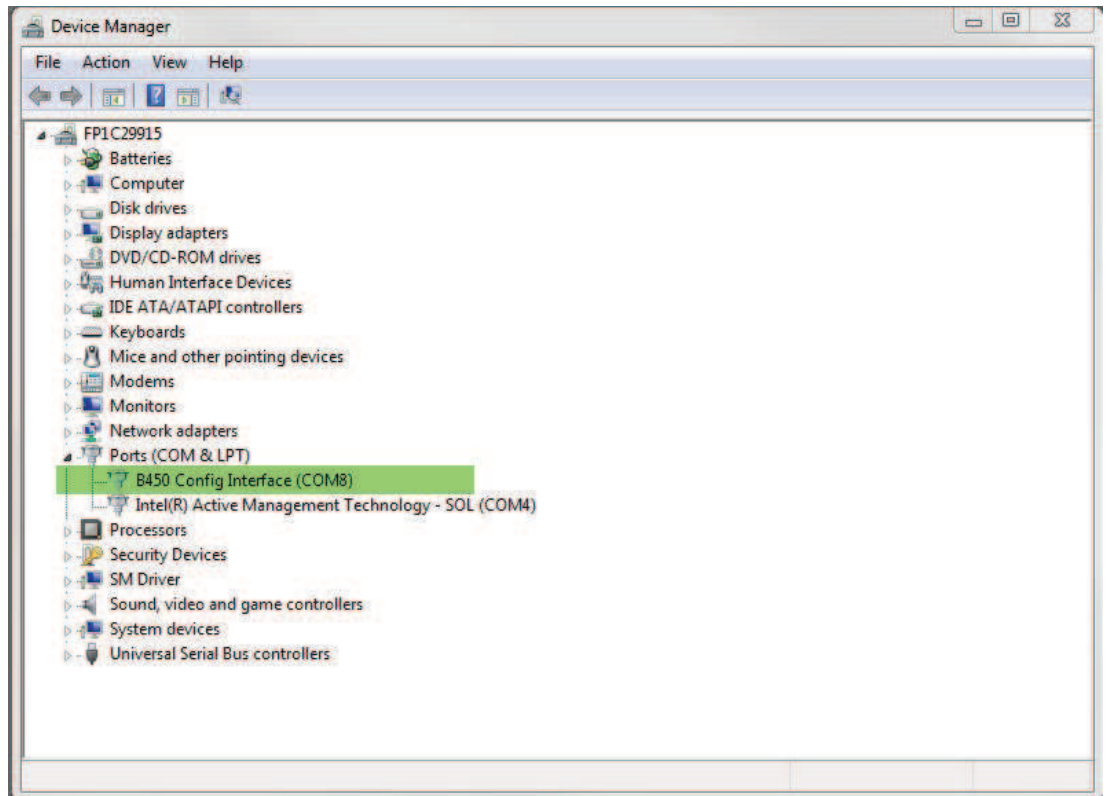 Device Manager
File Action View Help
FP1C29915
Batteries
Computer
Disk drives
Display adapters
DVD/CD-ROM drives
Human Interface Devices
IDE ATA/ATAPI controllers
Keyboards
Mice and other pointing devices
Modems
Monitors
Network adapters
Ports (COM & LPT)
B450 Config Interface (COM8)
Intel(R) Active Management Technology - SOL (COM4)
Processors
Security Devices
SM Driver
Sound, video and game controllers
System devices
Universal Serial Bus controllers